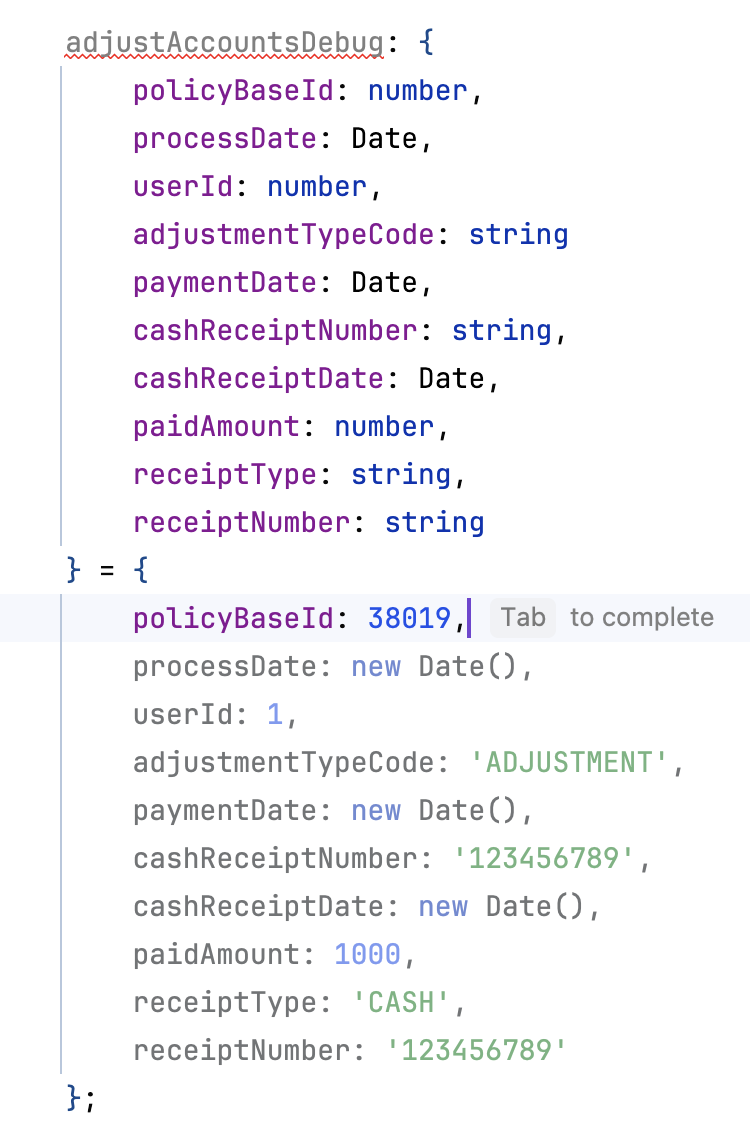 adjustAccountsDebug: {
    policyBaseId: number,
    processDate: Date,
    userId: number,
    adjustmentTypeCode: string
    paymentDate: Date,
    cashReceiptNumber: string,
    cashReceiptDate: Date,
    paidAmount: number,
    receiptType: string,
    receiptNumber: string
} = {
    policyBaseId: 38019, Tab to complete
    processDate: new Date(),
    userId: 1,
    adjustmentTypeCode: 'ADJUSTMENT',
    paymentDate: new Date(),
    cashReceiptNumber: '123456789',
    cashReceiptDate: new Date(),
    paidAmount: 1000,
    receiptType: 'CASH',
    receiptNumber: '123456789'
};